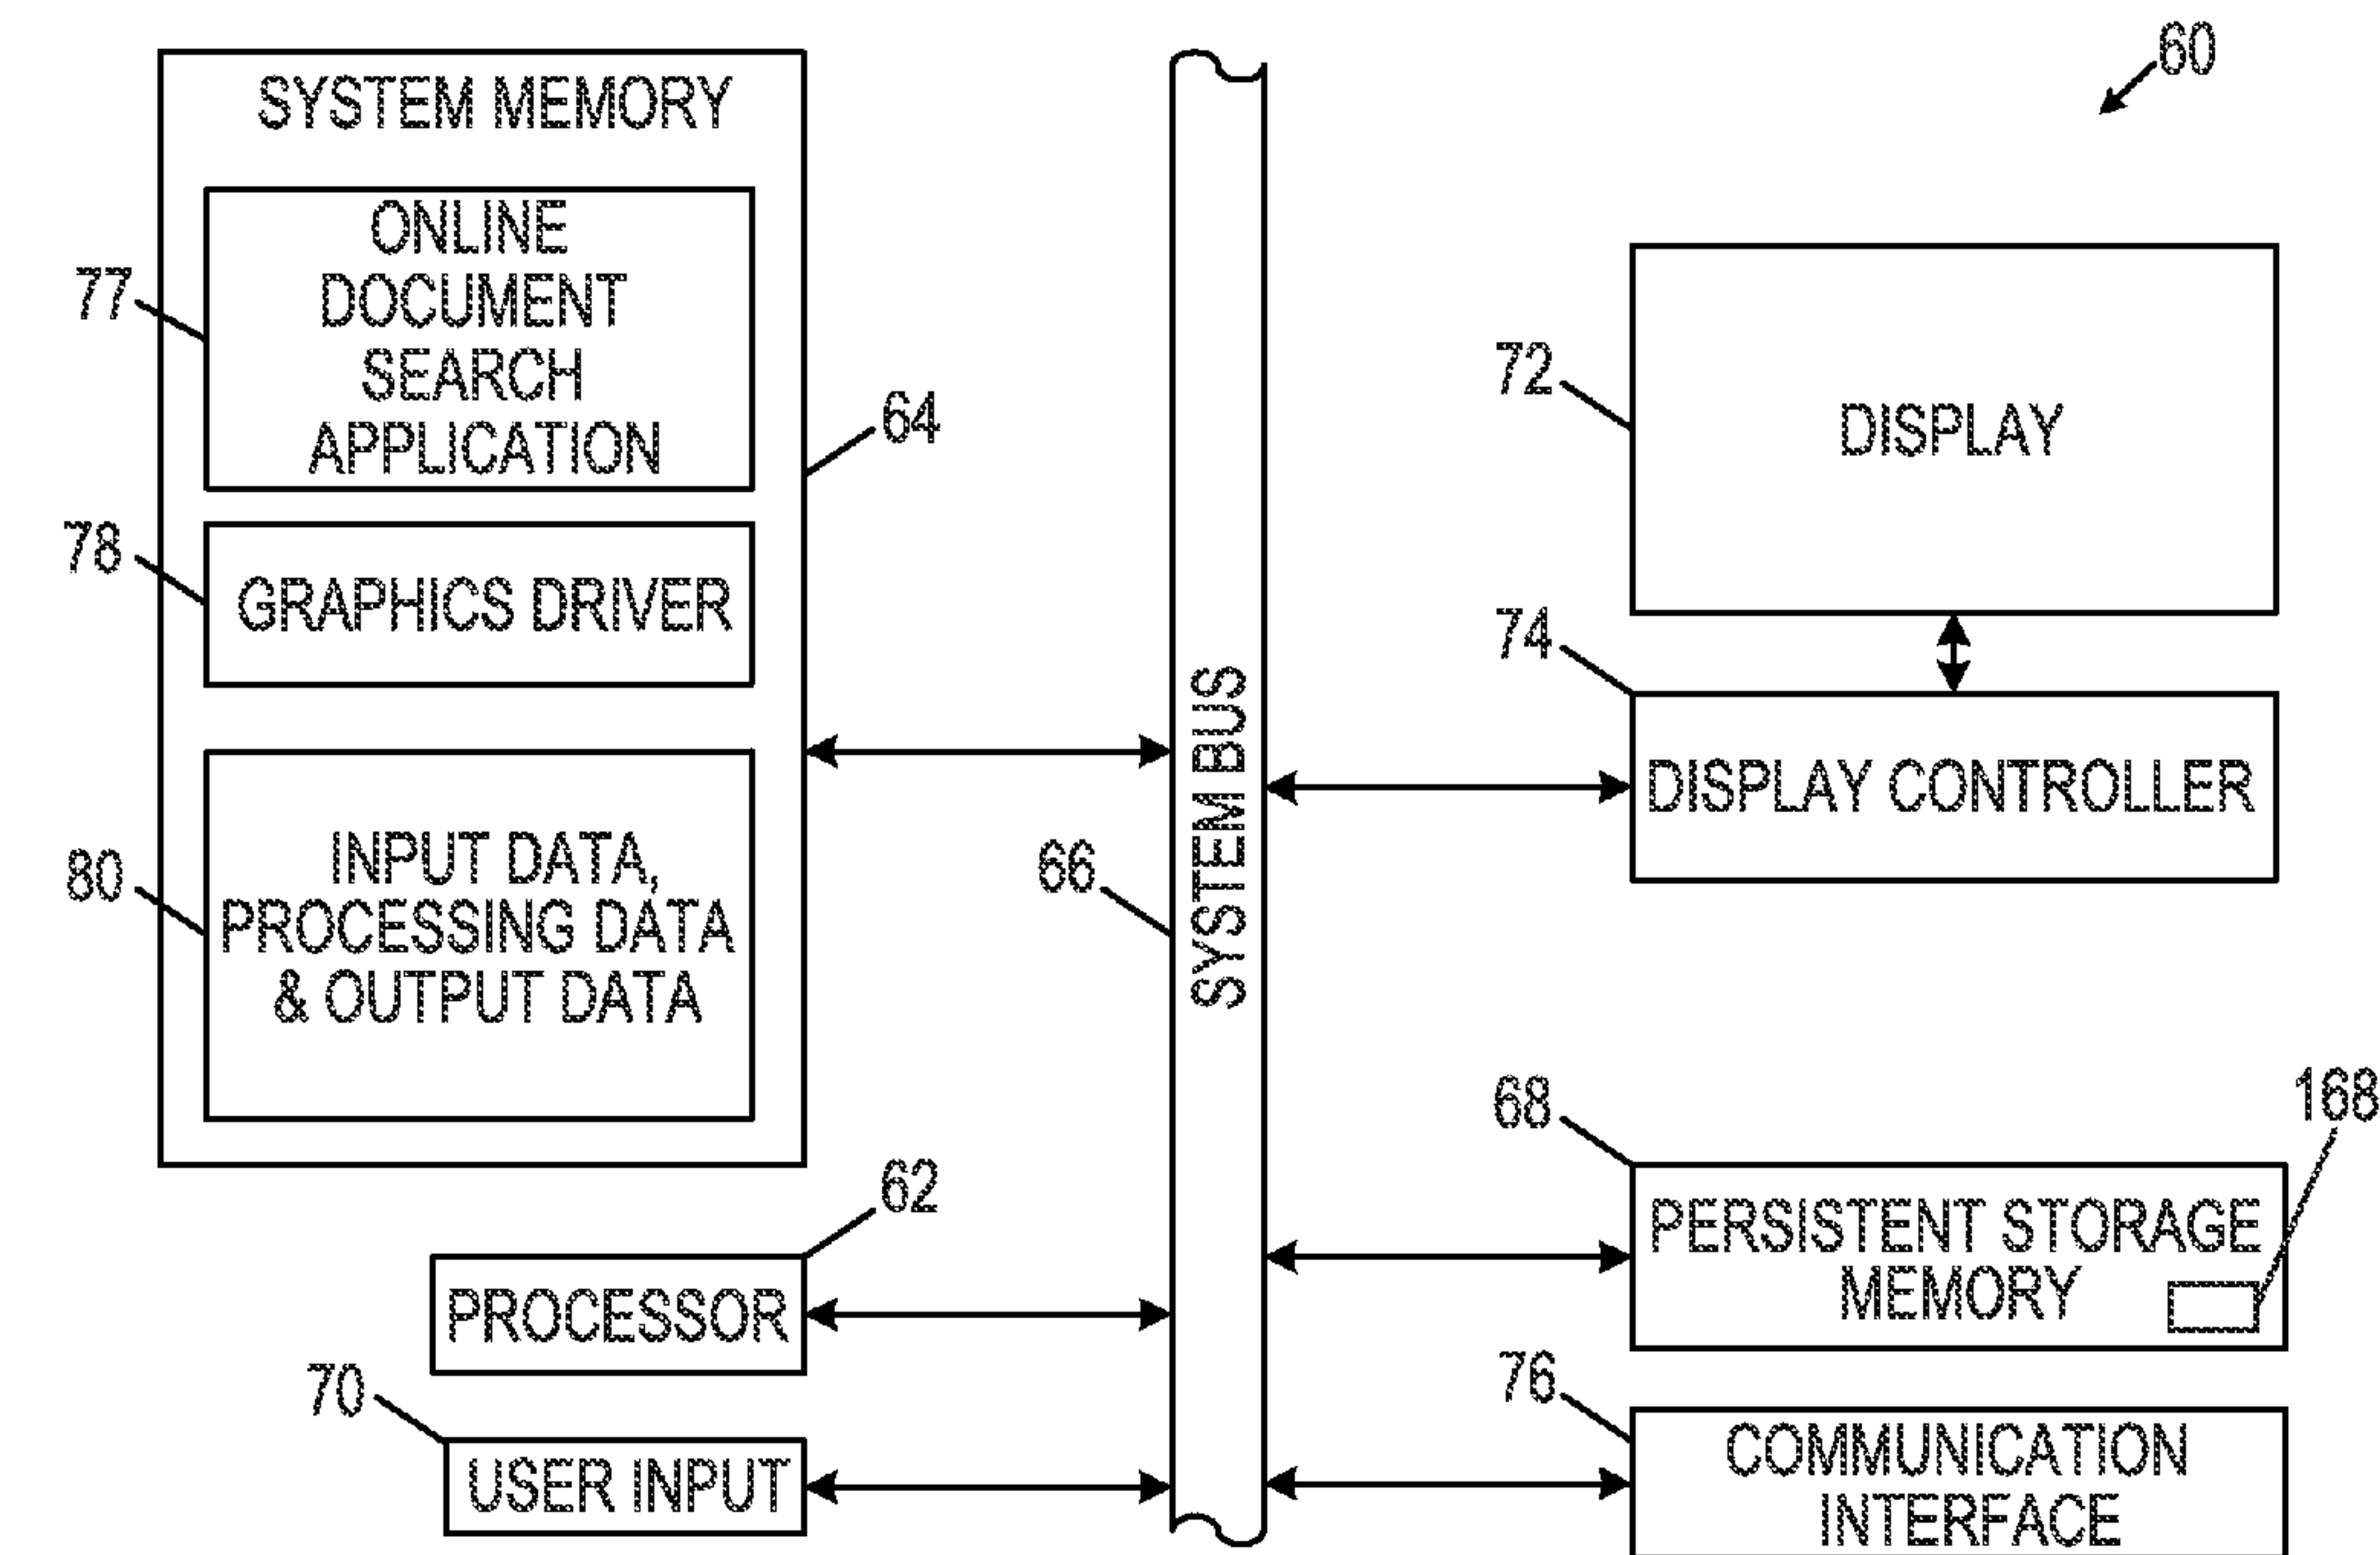 SYSTEM MEMORY
77
ONLINE
DOCUMENT
SEARCH
APPLICATION
64
78
GRAPHICS DRIVER
80
INPUT DATA,
PROCESSING DATA
& OUTPUT DATA
62
PROCESSOR
70
USER INPUT
66
SYSTEM BUS
60
72
DISPLAY
74
DISPLAY CONTROLLER
68
168
PERSISTENT STORAGE
MEMORY
76
COMMUNICATION
INTERFACE